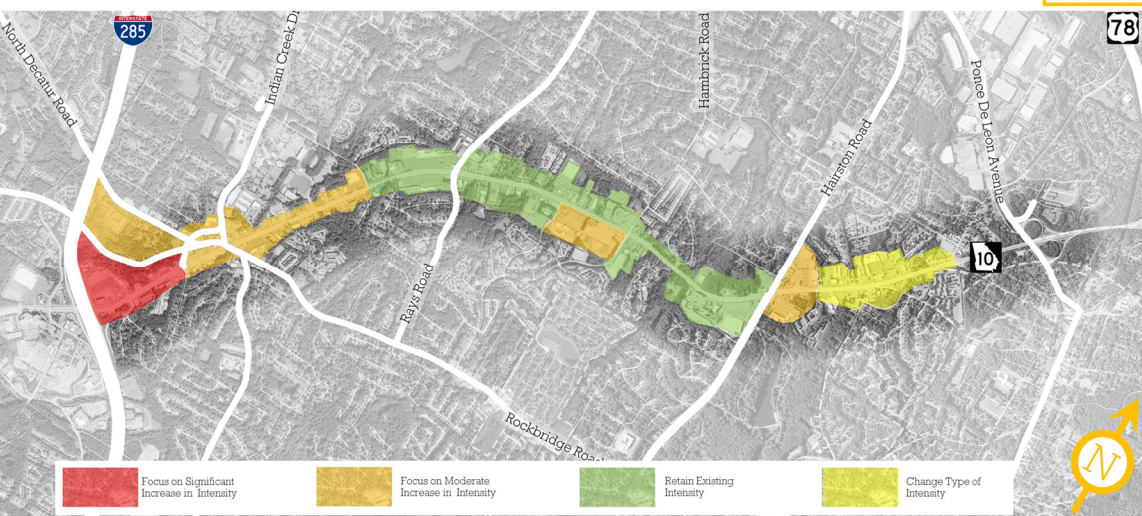 INTERSTATE
285
78
North Decatur Road
Indian Creek Dr
Hambrick Road
Ponce De Leon Avenue
Hairston Road
10
Rays Road
Rockbridge Road
N
Focus on Significant
Increase in Intensity
Focus on Moderate
Increase in Intensity
Retain Existing
Intensity
Change Type of
Intensity